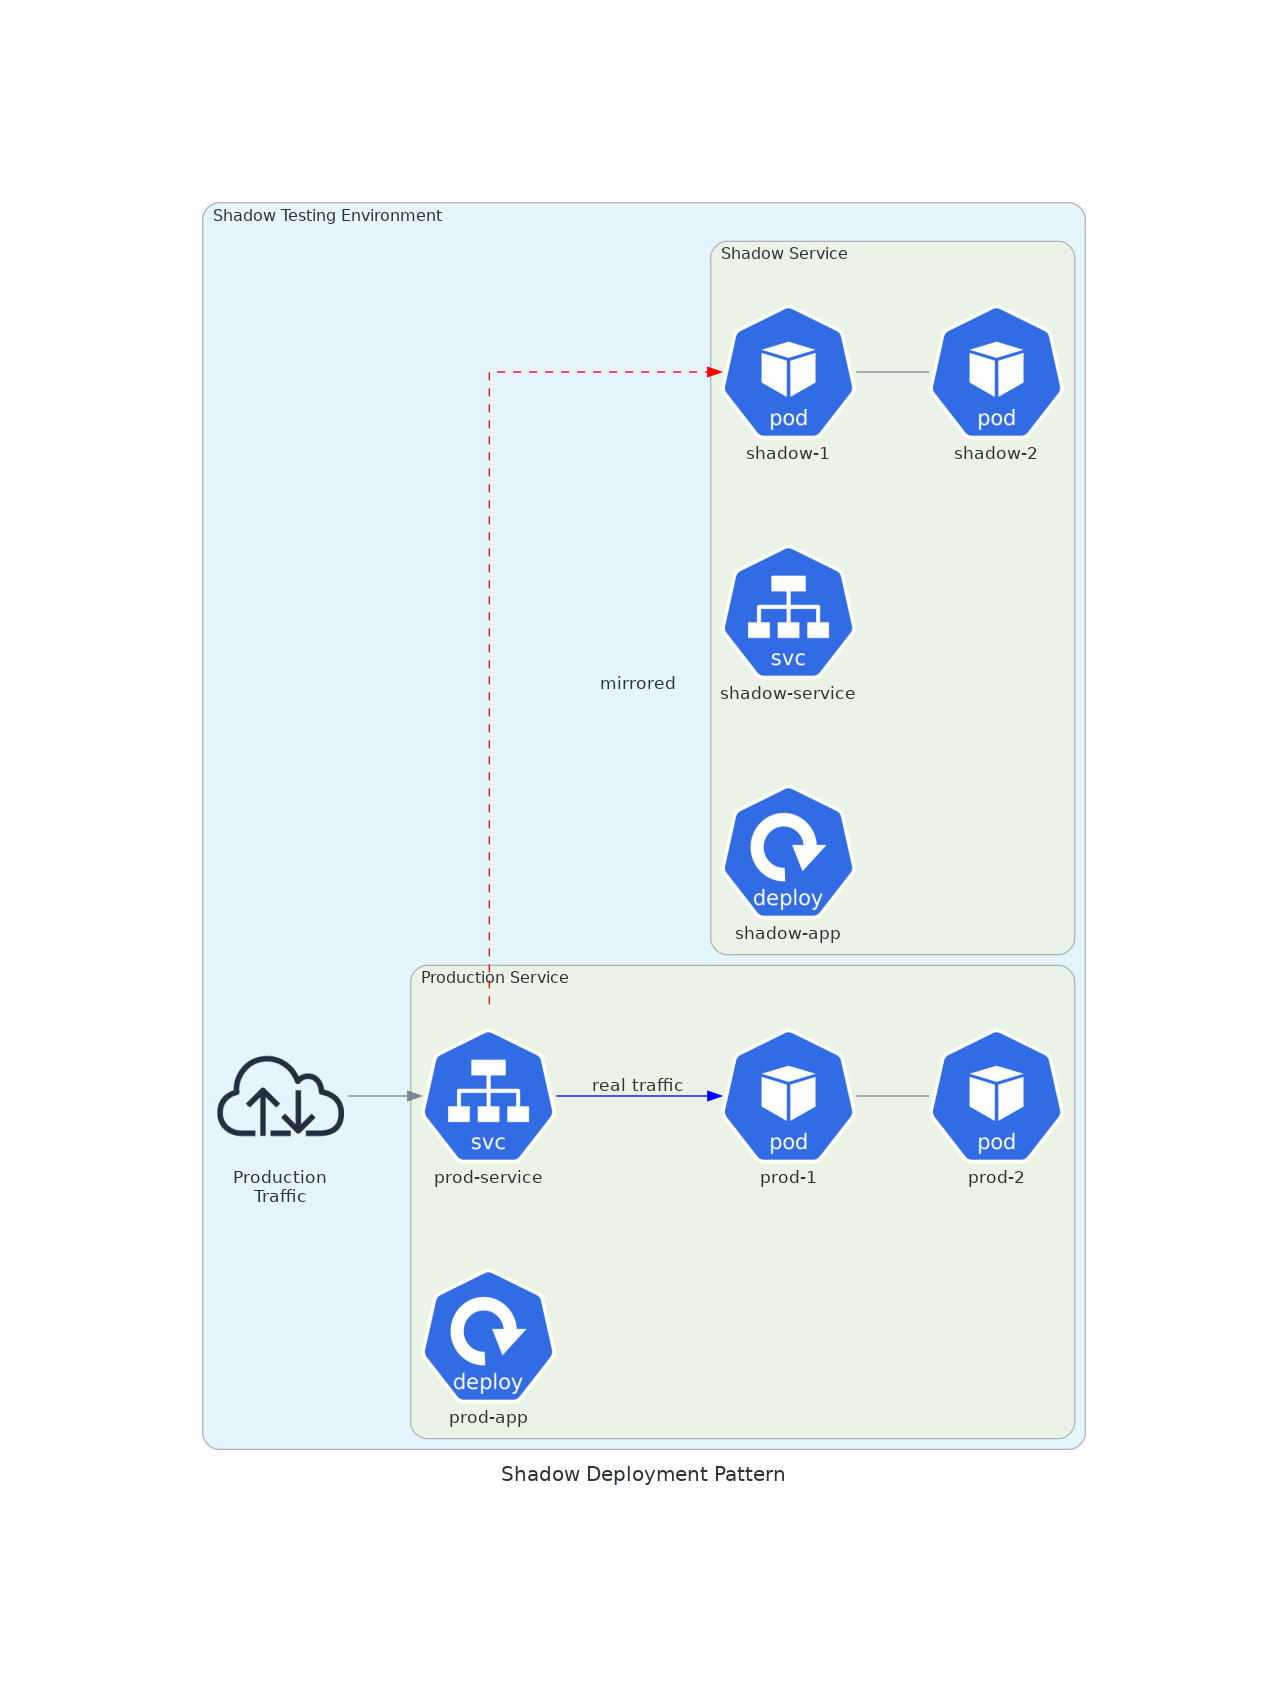 Shadow Testing Environment
Shadow Service
pod
pod
shadow-1
shadow-2
svc
mirrored
shadow-service
deploy
shadow-app
Production Service
real traffic
svc
pod
pod
Production
Traffic
prod-service
prod-1
prod-2
deploy
prod-app
Shadow Deployment Pattern